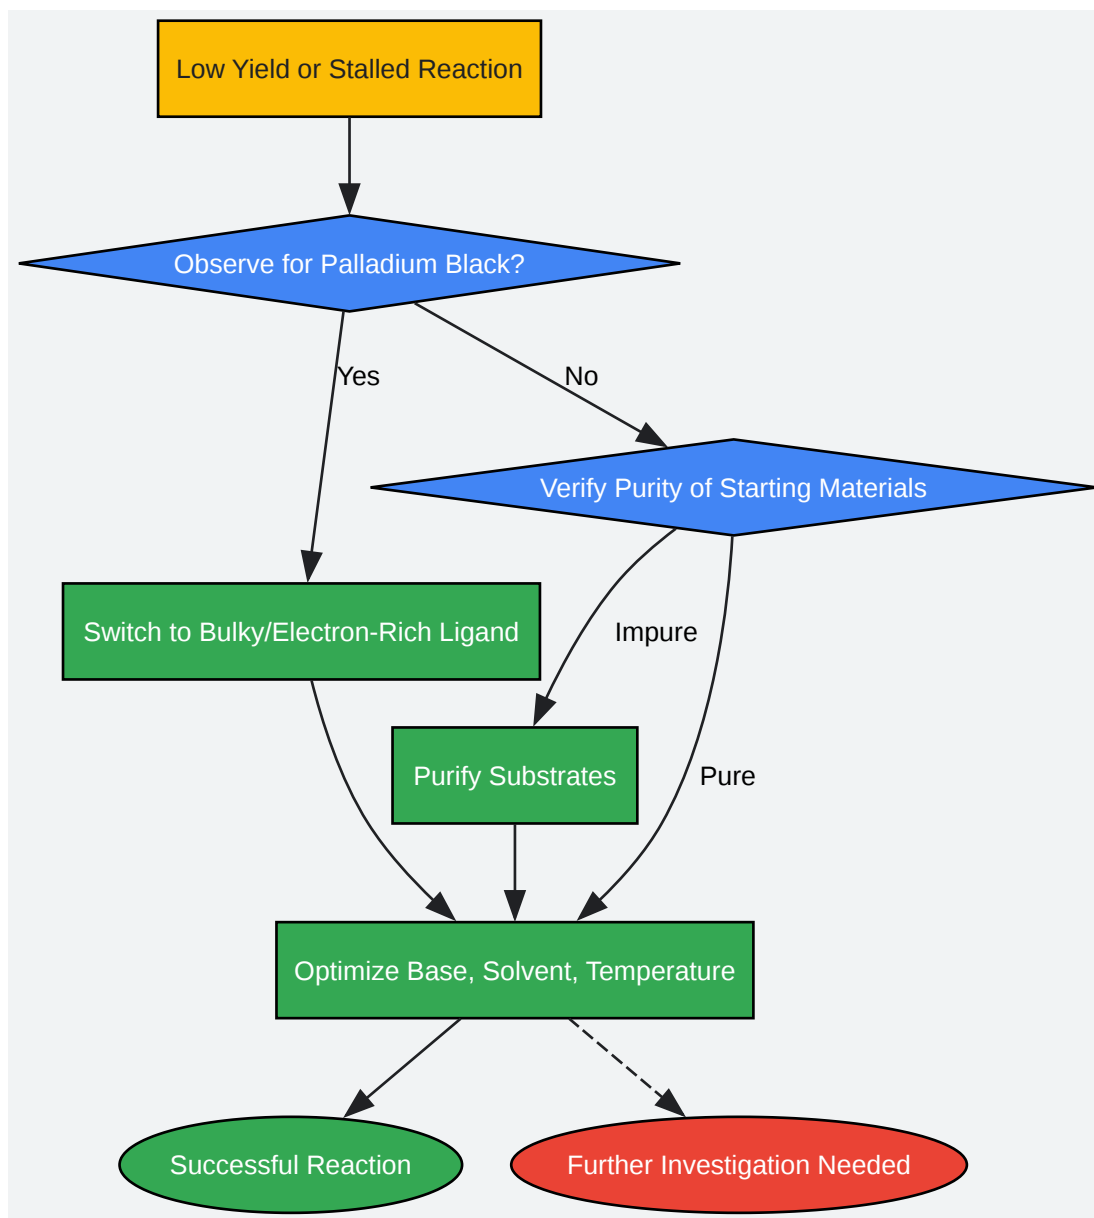 Low Yield or Stalled Reaction
Observe for Palladium Black?
Yes
No
Verify Purity of Starting Materials
Switch to Bulky/Electron-Rich Ligand
Impure
Purify Substrates
Pure
Optimize Base, Solvent, Temperature
Successful Reaction
Further Investigation Needed